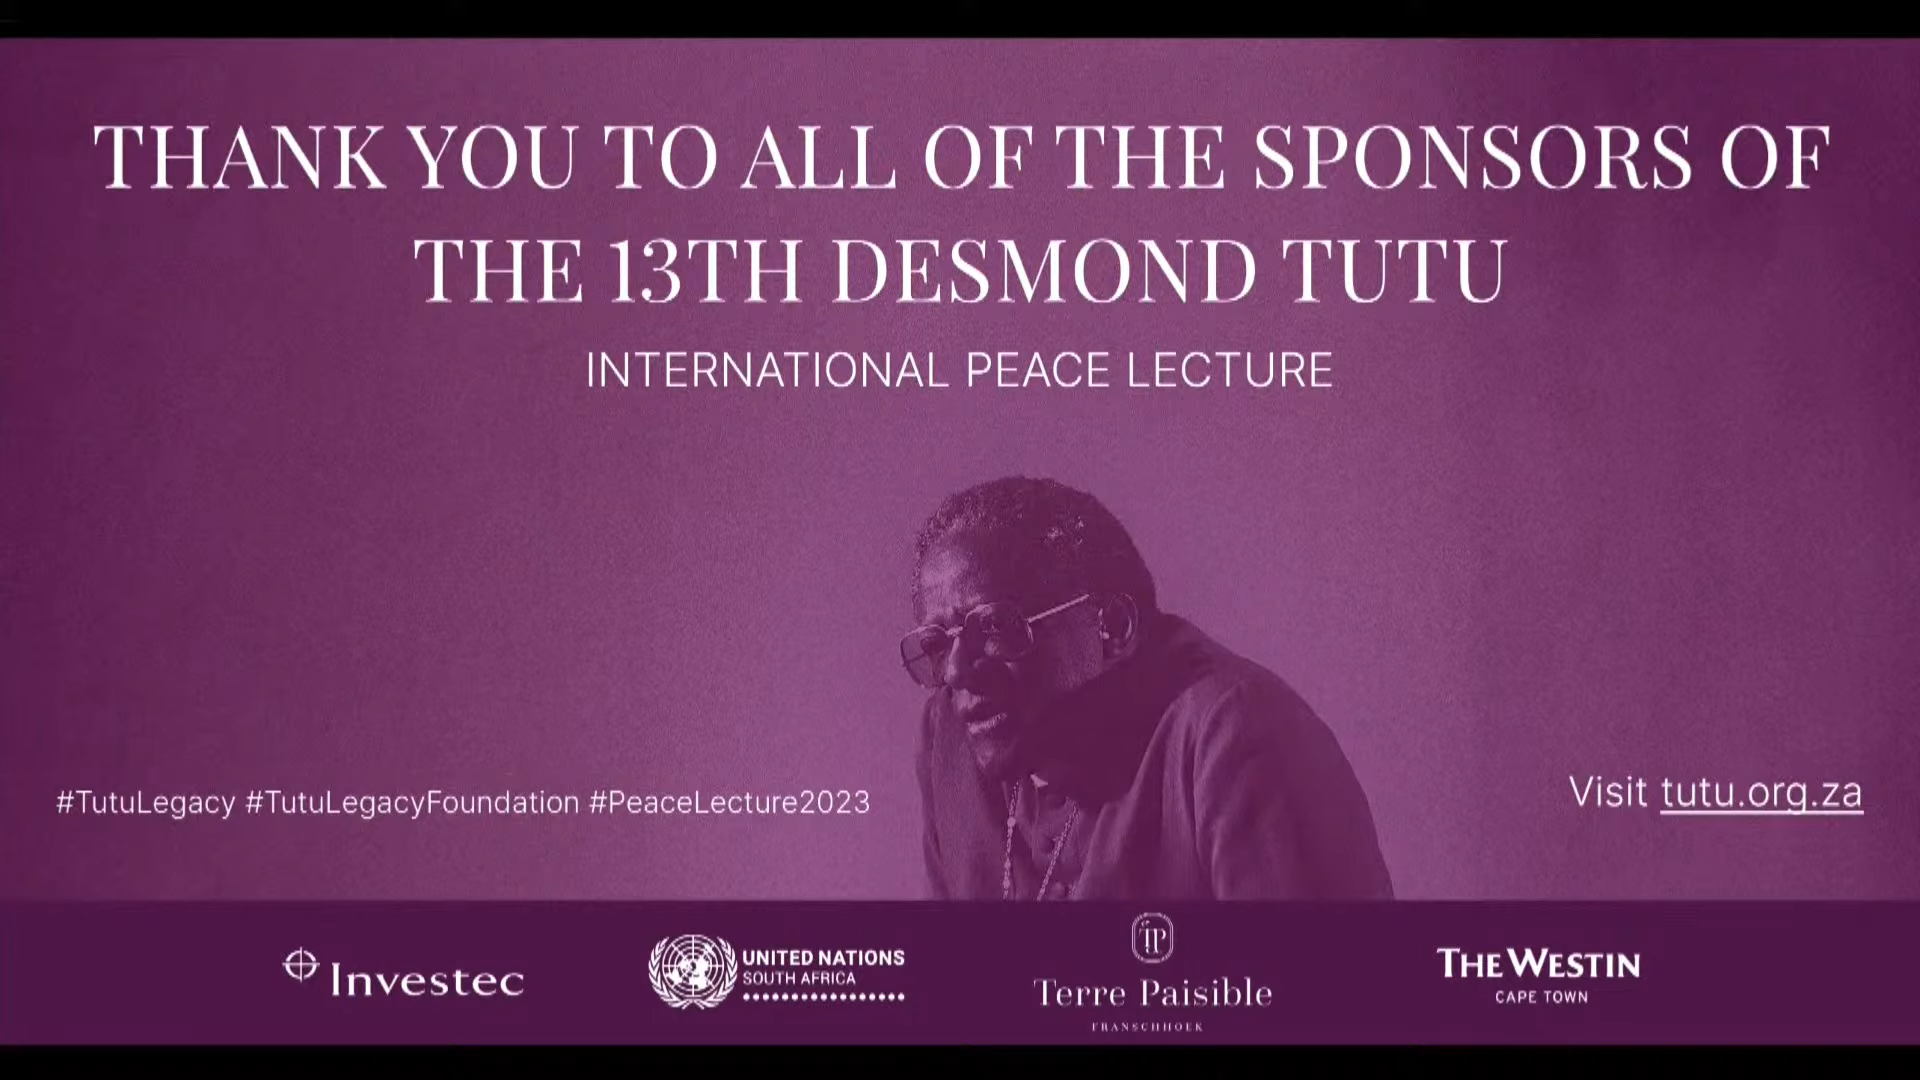 THANK YOU TO ALL OF THE SPONSORS OF
THE 13TH DESMOND TUTU
INTERNATIONAL PEACE LECTURE
#TutuLegacy #TutuLegacyFoundation #PeaceLecture2023
Visit tutu.org.za
Investec
UNITED NATIONS
SOUTH AFRICA
TP
Terre Paisible
FRANSCHHOEK
THE WESTIN
CAPE TOWN